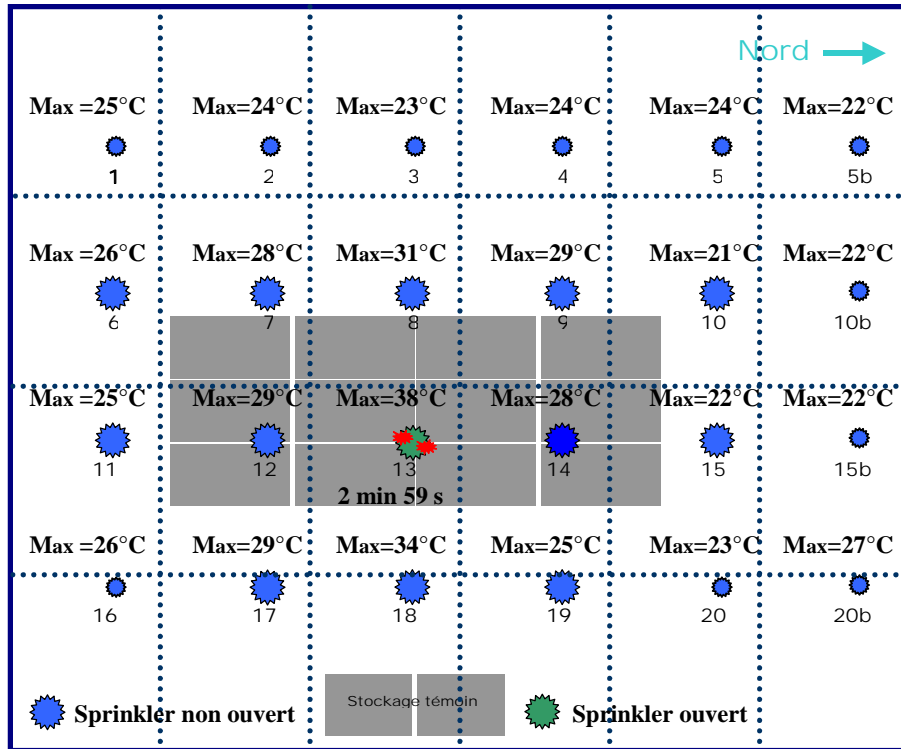 Nord
Max =25°C Max=24°C Max=23°C Max=24°C Max=24°C Max=22°C
1 2 3 4 5 5b
Max=26°C Max=28°C Max=31°C Max=29°C Max=21°C Max=22°C
6 7 8 9 10 10b
Max=25°C Max=29°C Max=38°C Max=28°C Max=22°C Max=22°C
11 12 13 14 15 15b
2 min 59 s
Max =26°C Max=29°C Max=34°C Max=25°C Max=23°C Max=27°C
16 17 18 19 20 20b
Stockage témoin
Sprinkler non ouvert Sprinkler ouvert